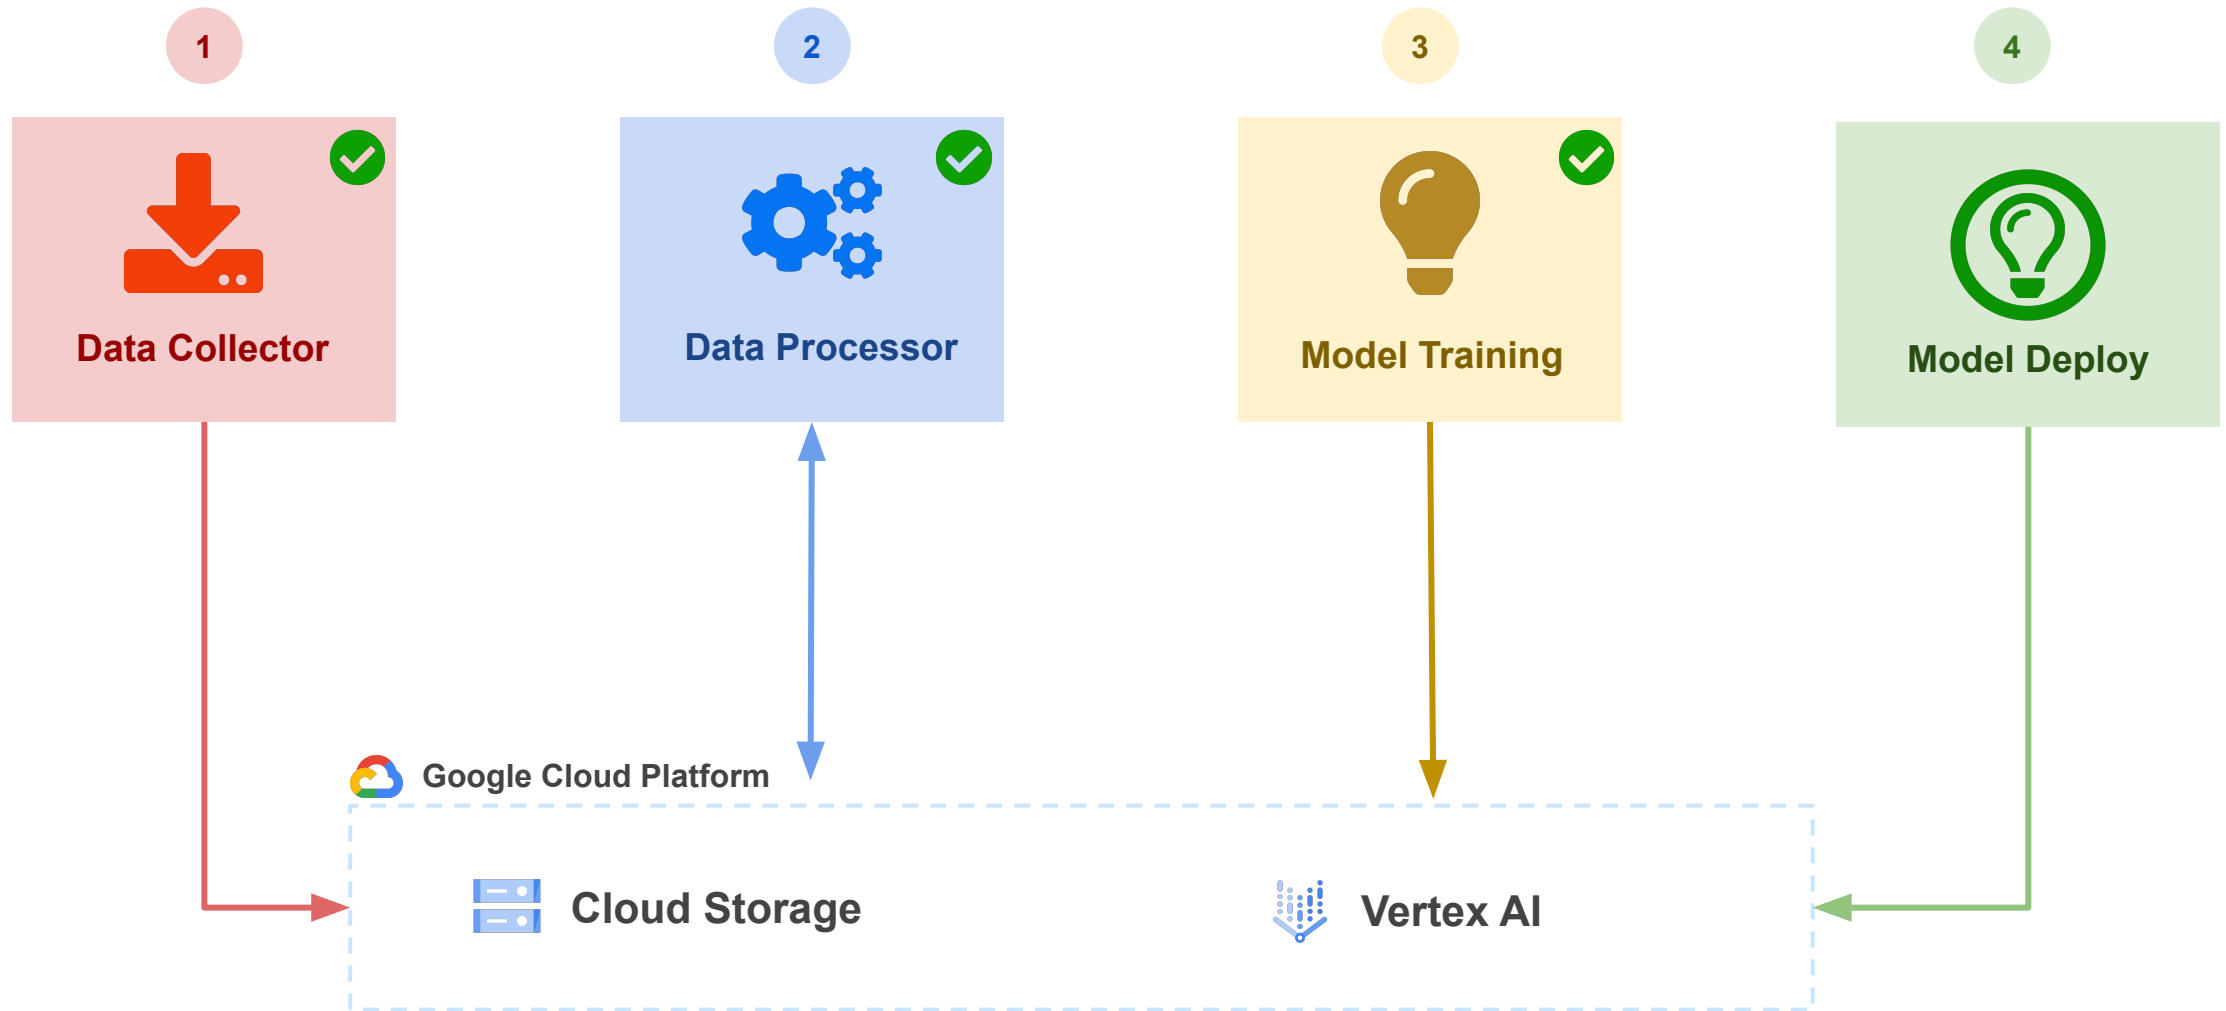 1
2
3
4
Data Collector
Data Processor
Model Training
Model Deploy
Google Cloud Platform
Cloud Storage
Vertex AI